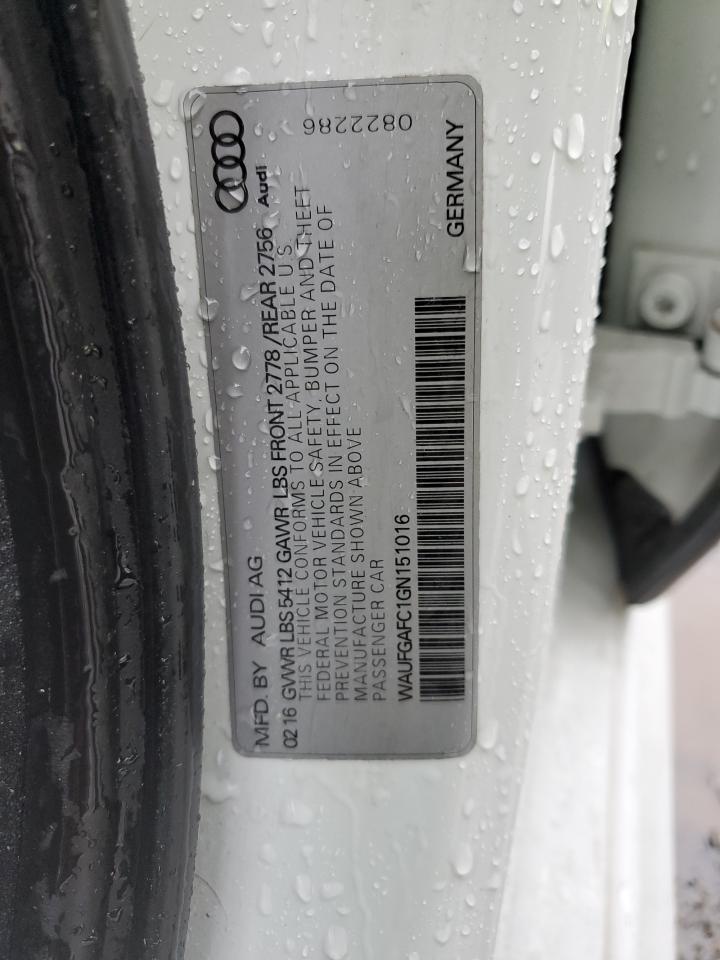 MFD. BY AUDI AG
Audi
02 16 GVWR LBS 5412 GAWR LBS FRONT 2778 / REAR 2756
THIS VEHICLE CONFORMS TO ALL APPLICABLE U.S.
FEDERAL MOTOR VEHICLE SAFETY, BUMPER AND THEFT
PREVENTION STANDARDS IN EFFECT ON THE DATE OF
MANUFACTURE SHOWN ABOVE
PASSENGER CAR
0822286
WAUFGAFC1GN151016
GERMANY